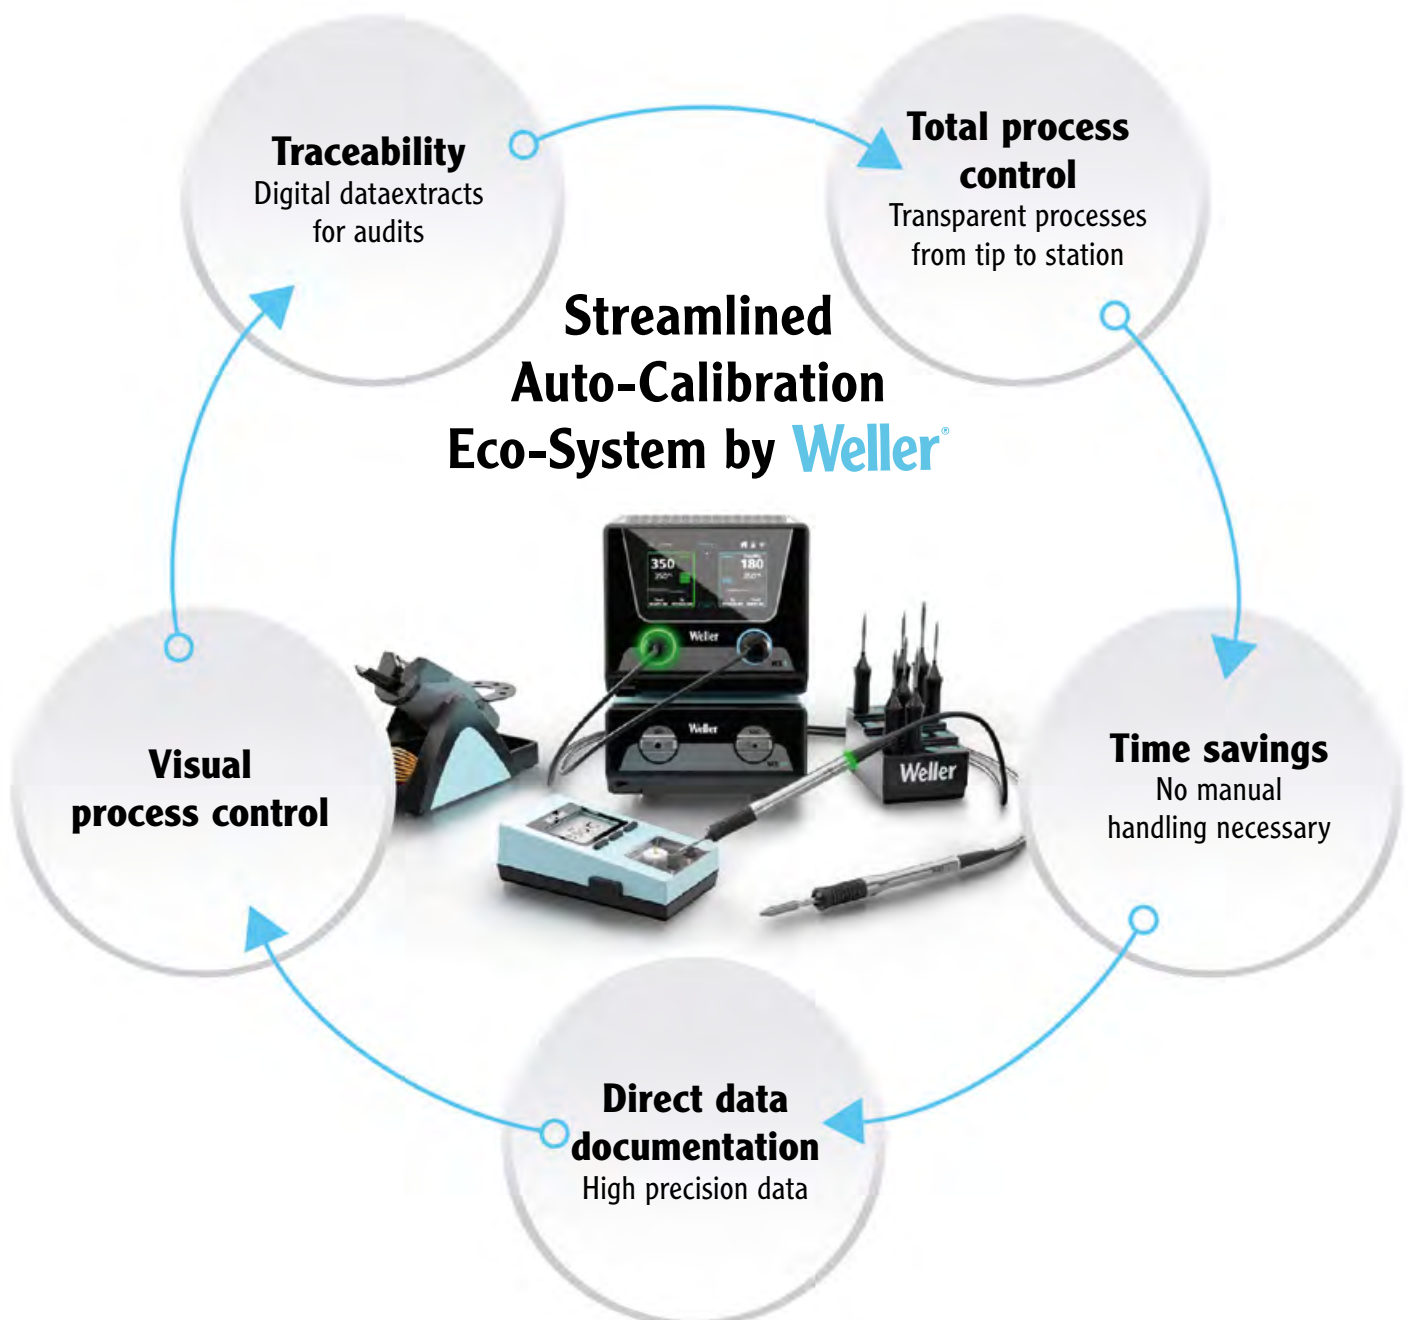 Traceability
Digital dataextracts
for audits
Total process
control
Transparent processes
from tip to station
Streamlined
Auto-Calibration
Eco-System by Weller®
350
180
Weller
Weller
Weller
Visual
process control
Time savings
No manual
handling necessary
Direct data
documentation
High precision data